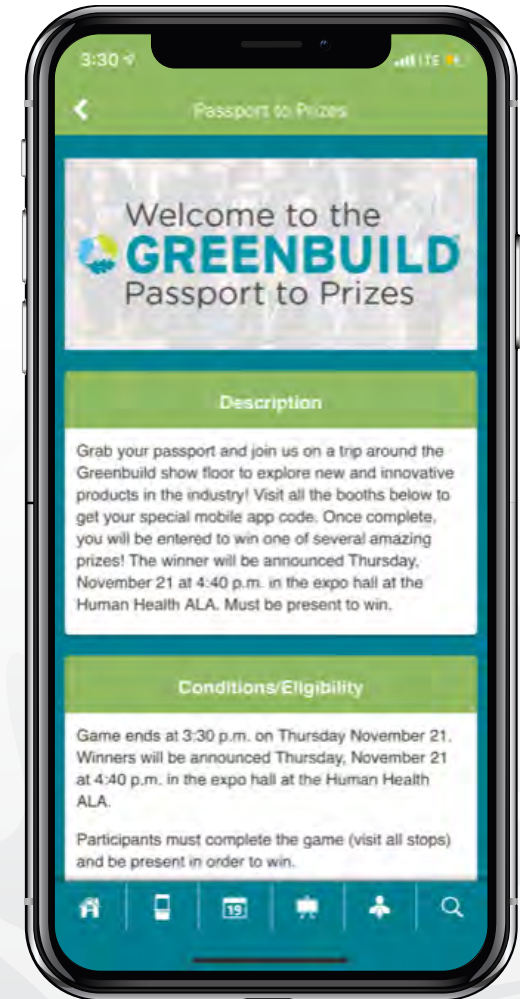 3:30
LTE
Passport to Prizes
Welcome to the
GREENBUILD
Passport to Prizes
Description
Grab your passport and join us on a trip around the
Greenbuild show floor to explore new and innovative
products in the industry! Visit all the booths below to
get your special mobile app code. Once complete,
you will be entered to win one of several amazing
prizes! The winner will be announced Thursday,
November 21 at 4:40 p.m. in the expo hall at the
Human Health ALA. Must be present to win.
Conditions/Eligibility
Game ends at 3:30 p.m. on Thursday November 21.
Winners will be announced Thursday, November 21
at 4:40 p.m. in the expo hall at the Human Health
ALA.
Participants must complete the game (visit all stops)
and be present in order to win.
19